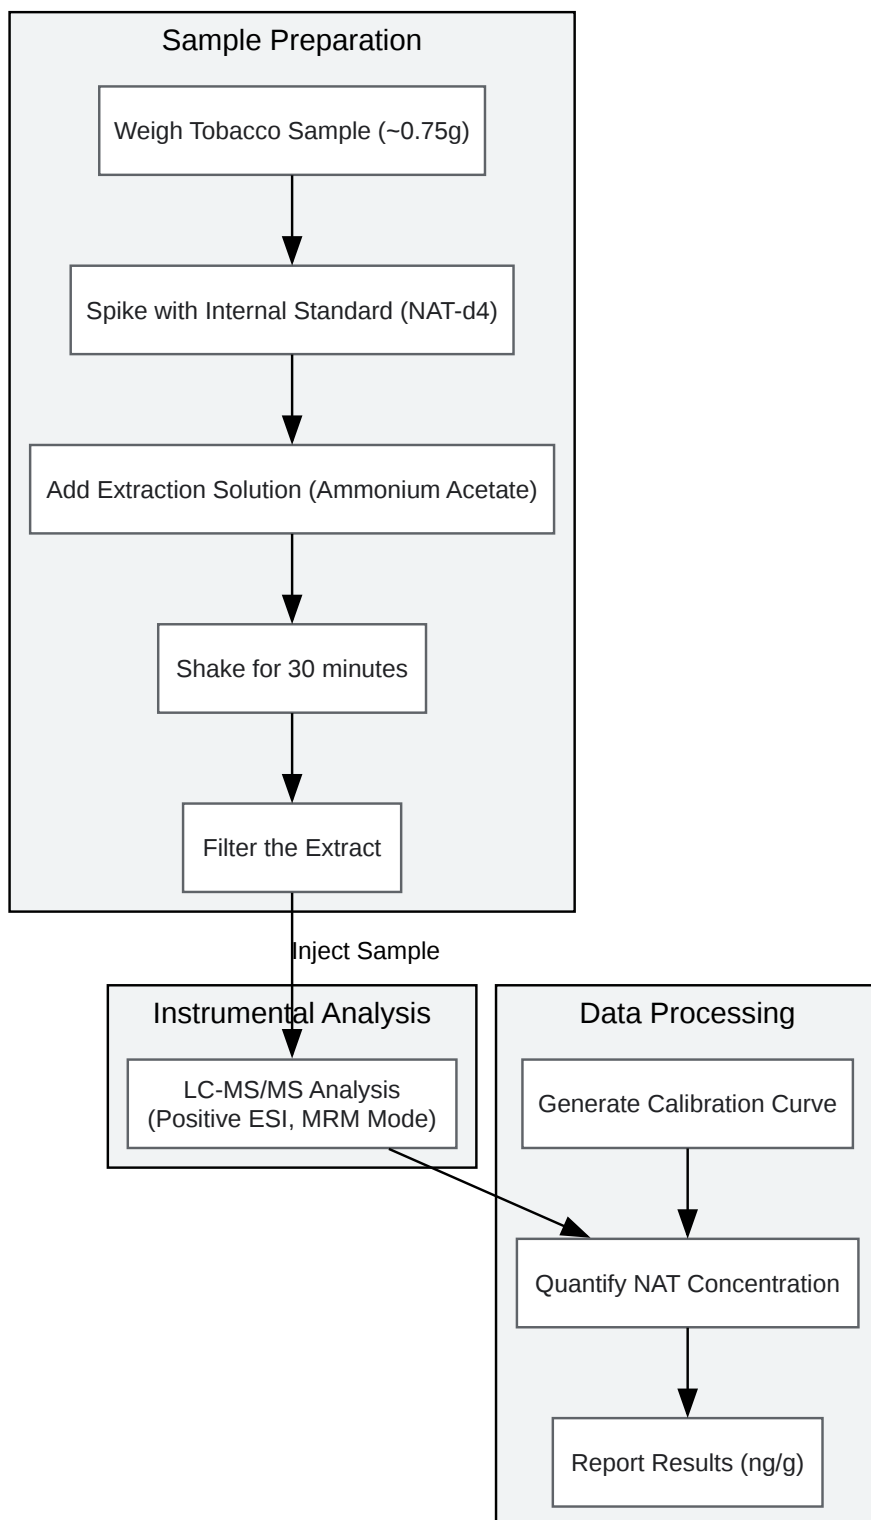 Sample Preparation
Weigh Tobacco Sample (~0.75g)
Spike with Internal Standard (NAT-d4)
Add Extraction Solution (Ammonium Acetate)
Shake for 30 minutes
Filter the Extract
Inject Sample
Instrumental Analysis
LC-MS/MS Analysis
(Positive ESI, MRM Mode)
Data Processing
Generate Calibration Curve
Quantify NAT Concentration
Report Results (ng/g)